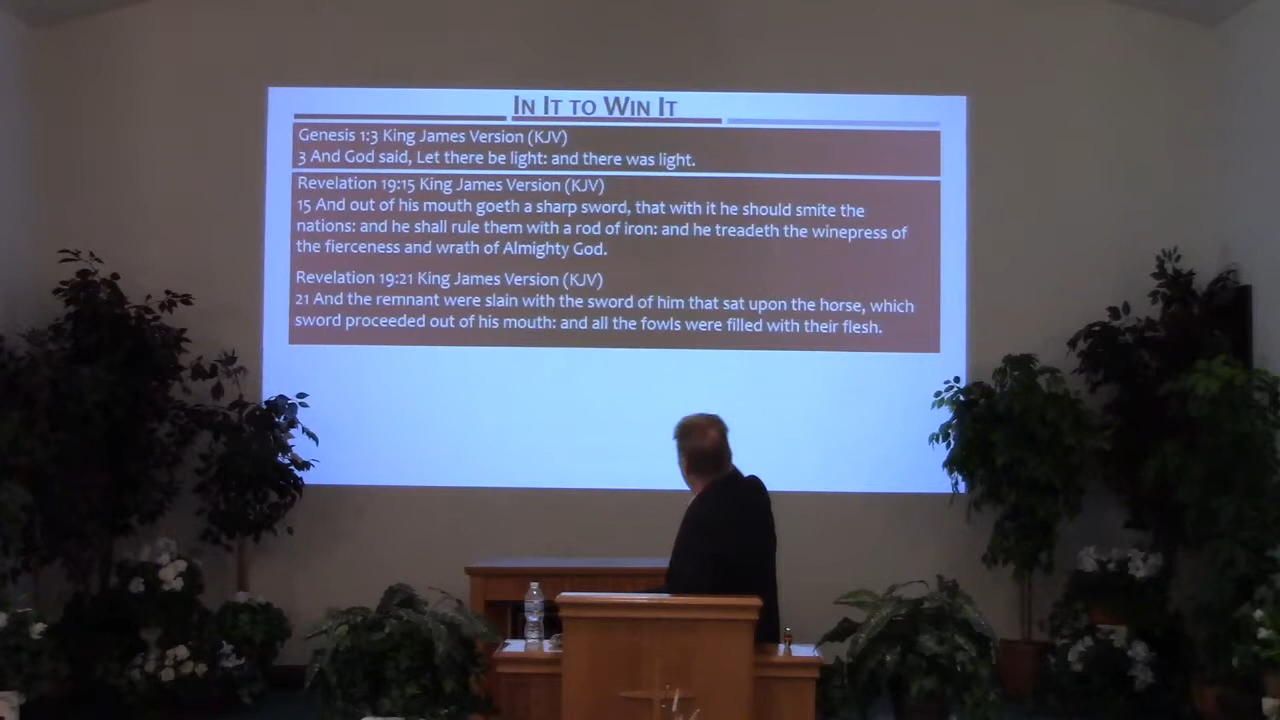 IN IT TO WIN IT
Genesis 1:3 King James Version (KJV)
3 And God said, Let there be light: and there was light.
Revelation 19:15 King James Version (KJV)
15 And out of his mouth goeth a sharp sword, that with it he should smite the
nations: and he shall rule them with a rod of iron: and he treadeth the winepress of
the fierceness and wrath of Almighty God.
Revelation 19:21 King James Version (KJV)
21 And the remnant were slain with the sword of him that sat upon the horse, which
sword proceeded out of his mouth: and all the fowls were filled with their flesh.